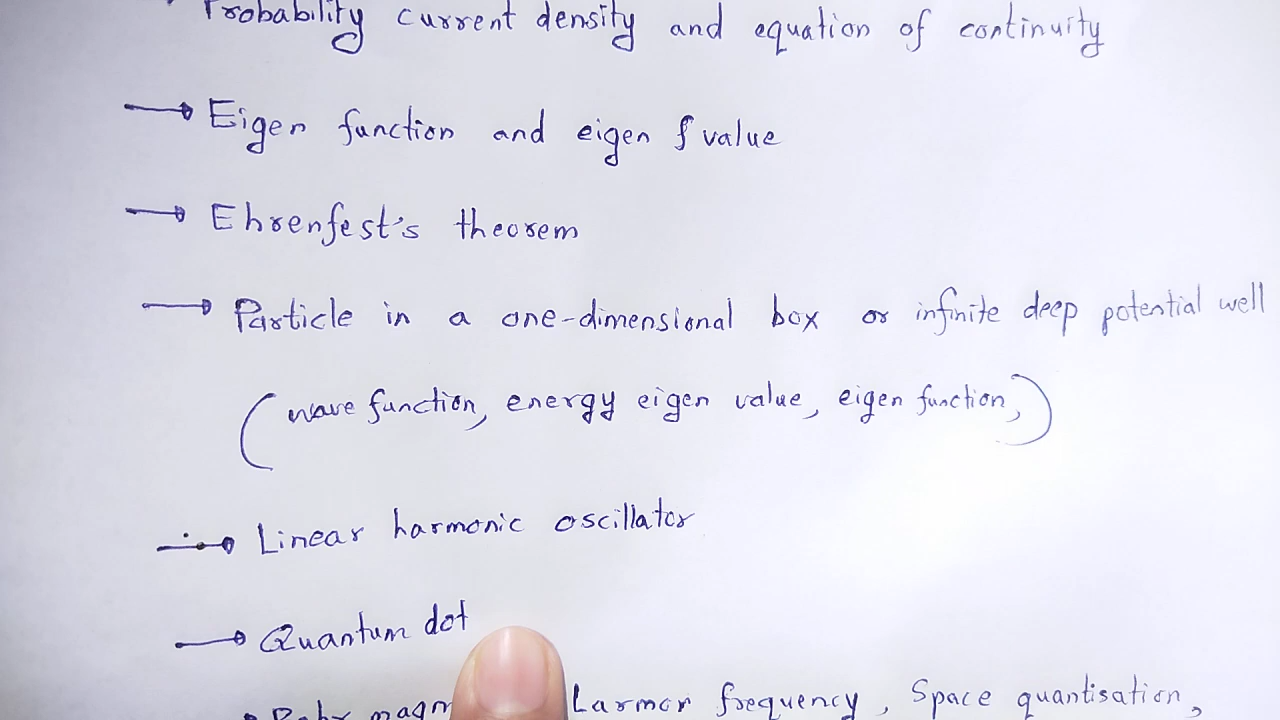 Probability current density and equation of continuity
→ Eigen function and eigen f value
→ Ehrenfest's theorem
→ Particle in a one-dimensional box or infinite deep potential well
(wave function, energy eigen value, eigen function,)
→ Linear harmonic oscillator
→ Quantum dot
Larmor frequency, Space quantisation,